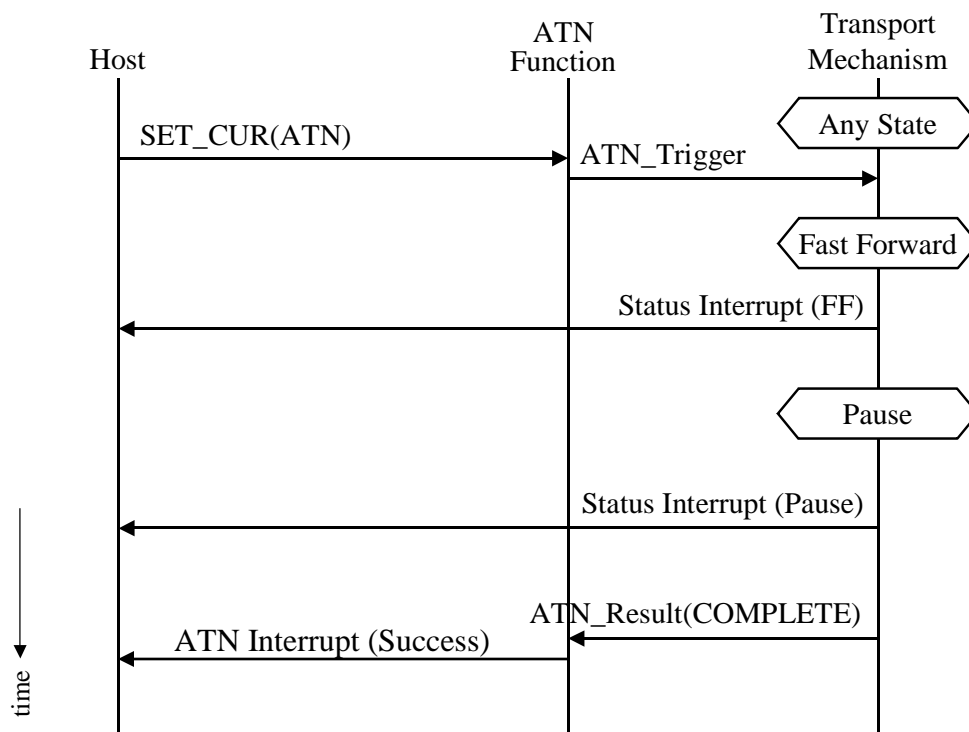 Host
ATN
Function
Transport
Mechanism
Any State
SET_CUR(ATN)
ATN_Trigger
Fast Forward
Status Interrupt (FF)
Pause
Status Interrupt (Pause)
ATN_Result(COMPLETE)
ATN Interrupt (Success)
time